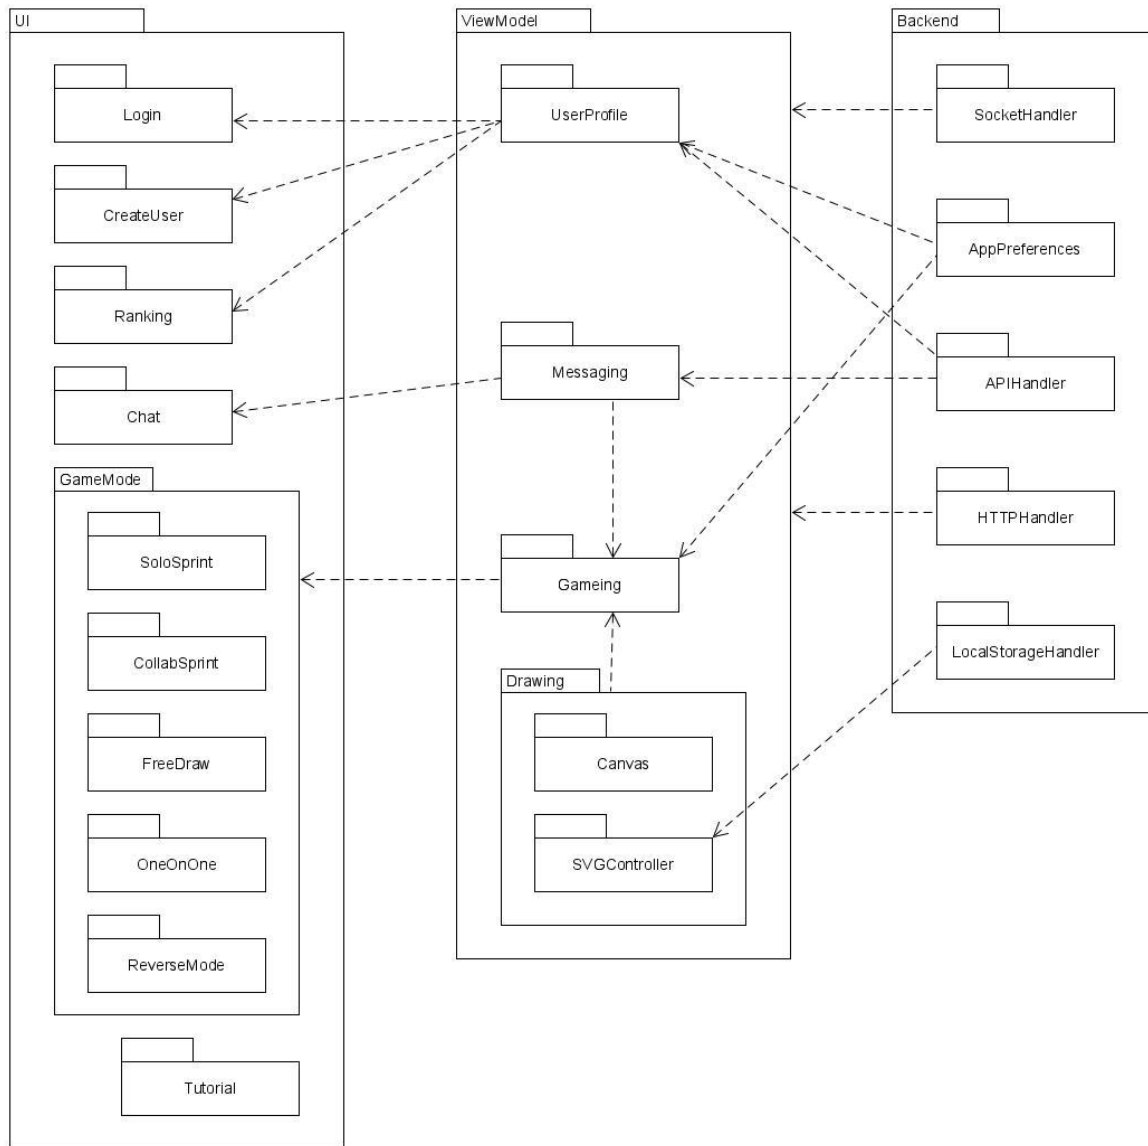 UI
Login
CreateUser
Ranking
Chat
GameMode
SoloSprint
CollabSprint
FreeDraw
OneOnOne
ReverseMode
Tutorial
ViewModel
UserProfile
Messaging
Gameing
Drawing
Canvas
SVGController
Backend
SocketHandler
AppPreferences
APIHandler
HTTPHandler
LocalStorageHandler